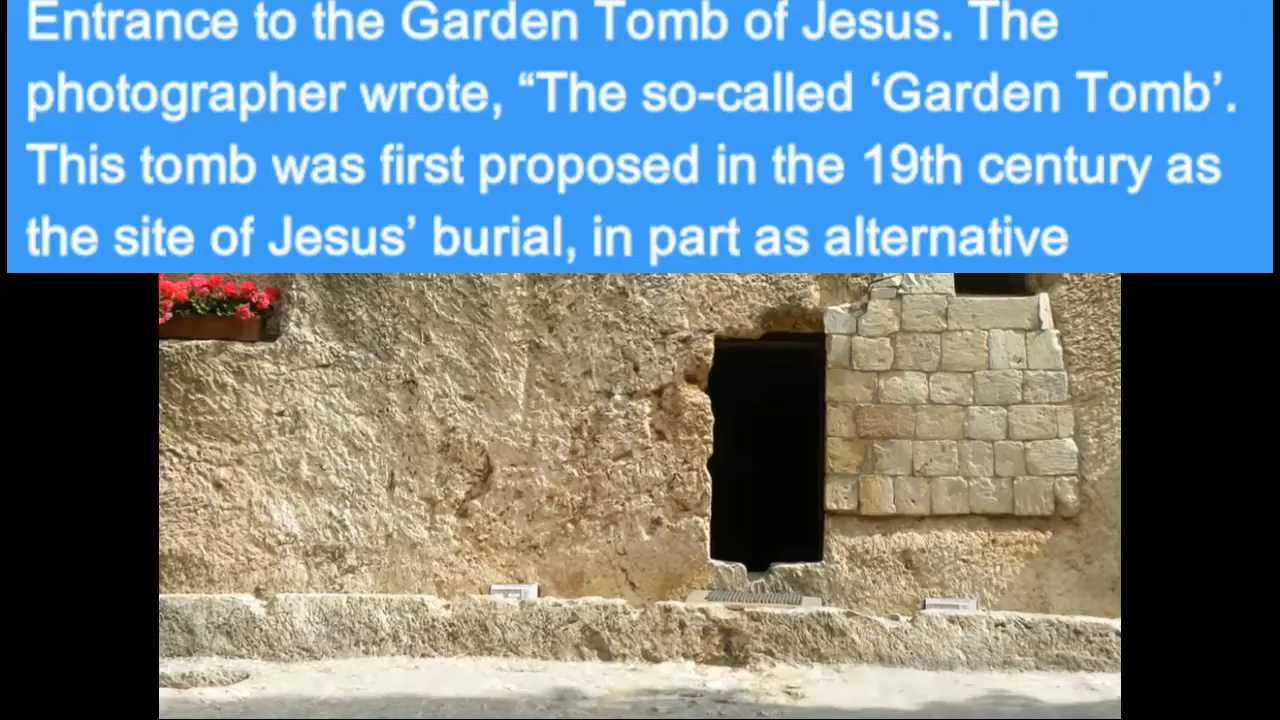 Entrance to the Garden Tomb of Jesus. The
photographer wrote, “The so-called ‘Garden Tomb’.
This tomb was first proposed in the 19th century as
the site of Jesus’ burial, in part as alternative